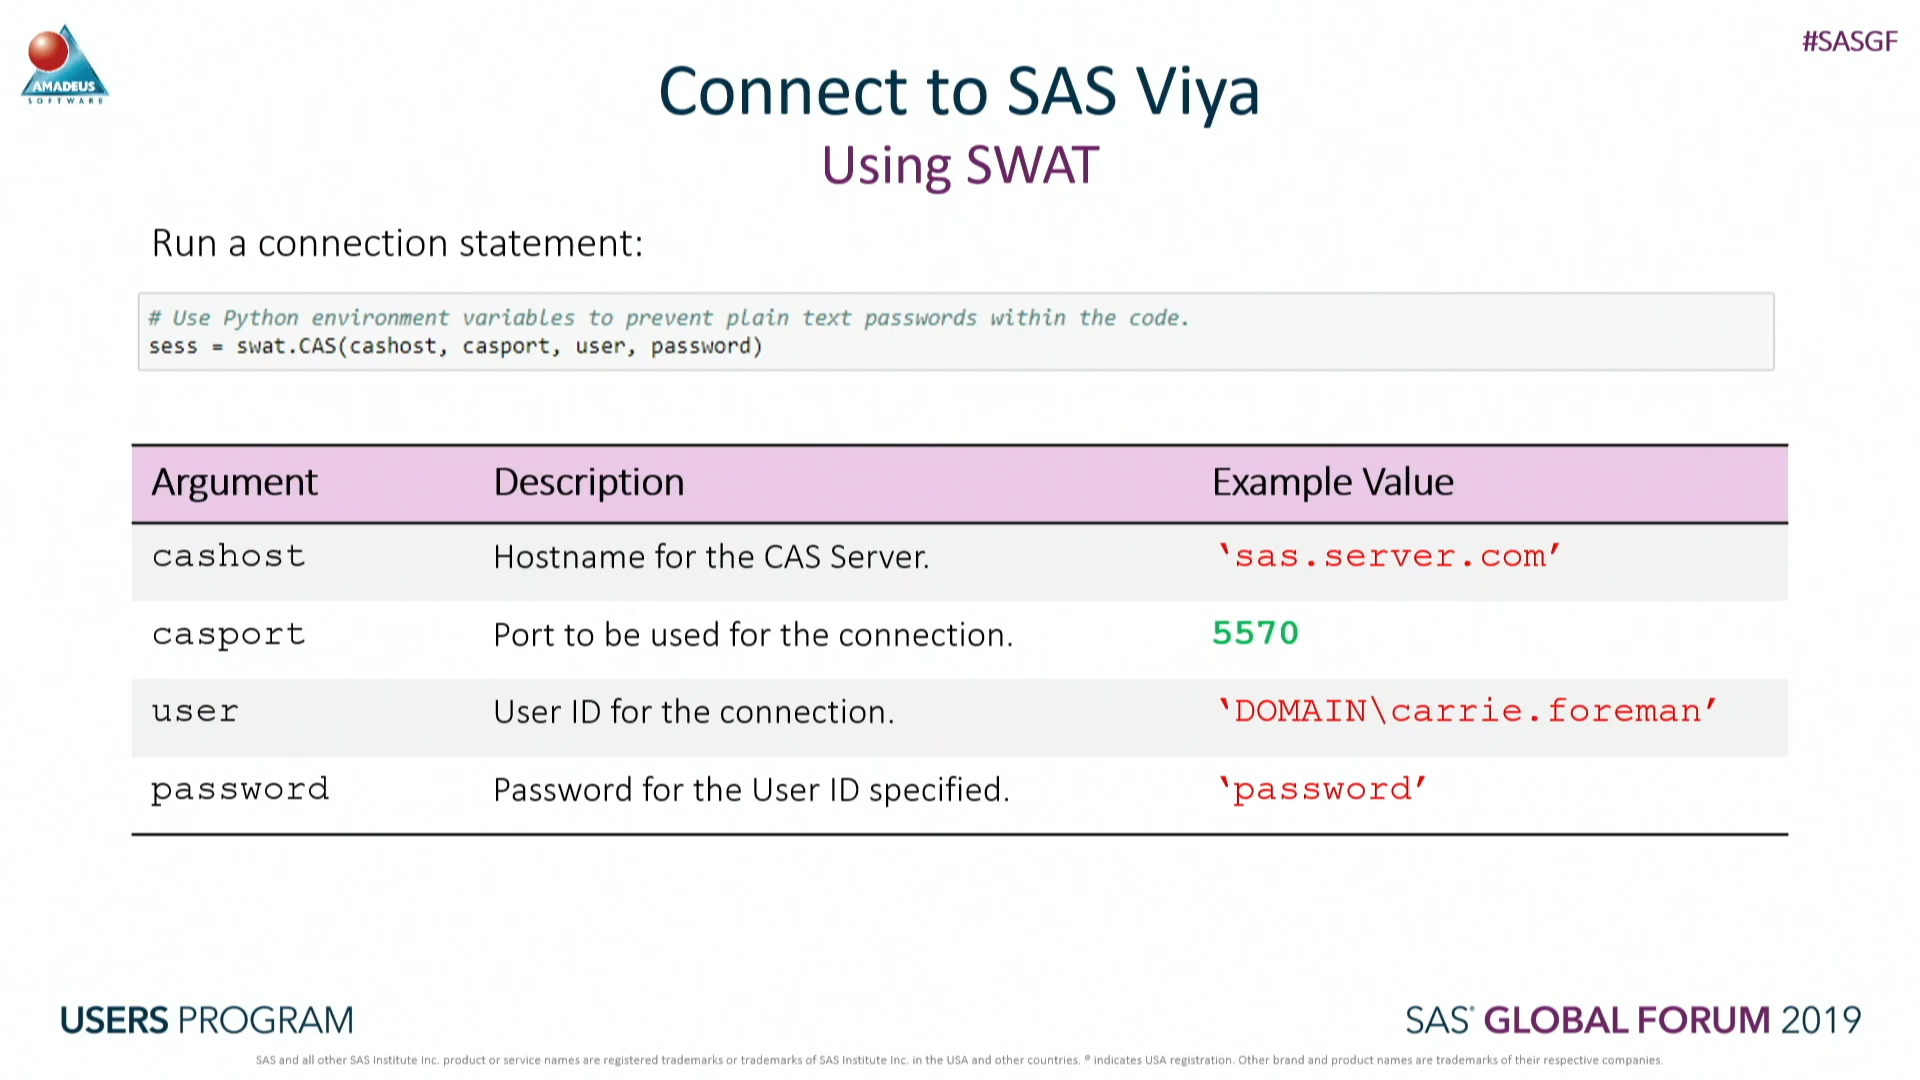 AMADEUS
SOFTWARE
#SASGF
Connect to SAS Viya
Using SWAT
Run a connection statement:
# Use Python environment variables to prevent plain text passwords within the code.
sess = swat.CAS(cashost, casport, user, password)
Argument Description Example Value
cashost Hostname for the CAS Server. ‘sas.server.com’
casport Port to be used for the connection. 5570
user User ID for the connection. ‘DOMAIN\carrie.foreman’
password Password for the User ID specified. ‘password’
USERS PROGRAM
SAS® GLOBAL FORUM 2019
SAS and all other SAS Institute Inc. product or service names are registered trademarks or trademarks of SAS Institute Inc. in the USA and other countries. ® indicates USA registration. Other brand and product names are trademarks of their respective companies.